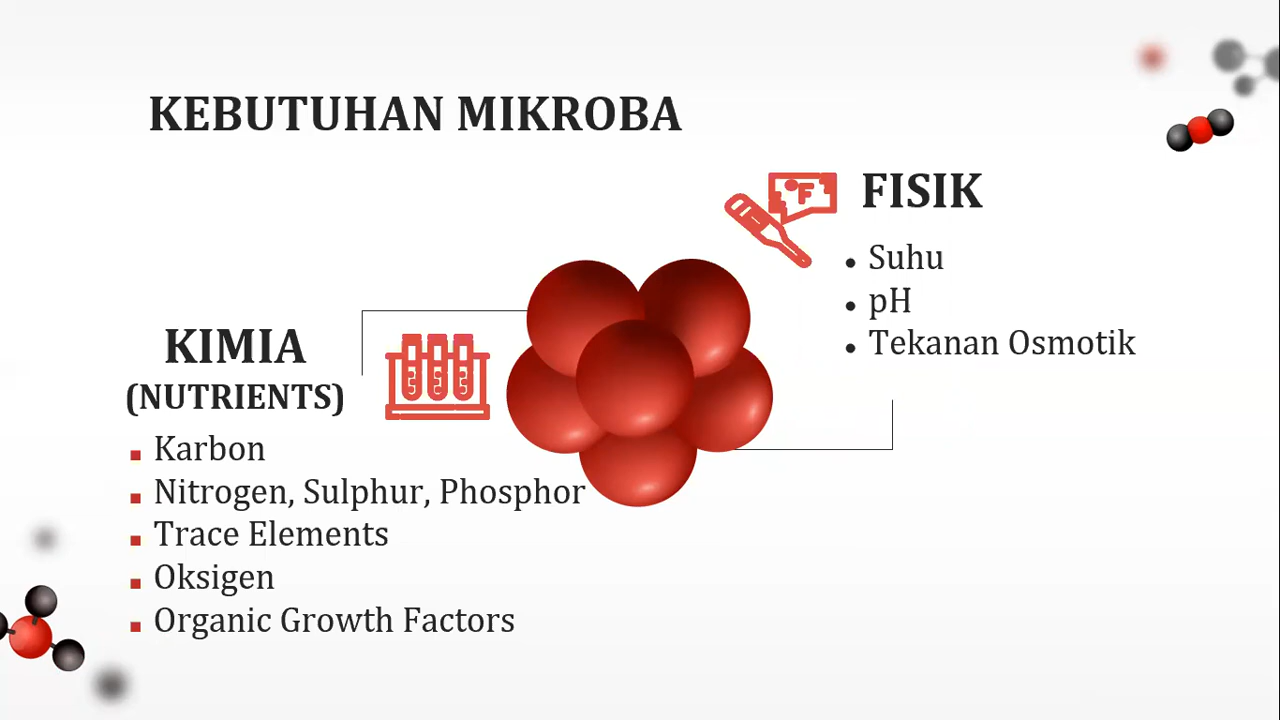 KEBUTUHAN MIKROBA
°F
FISIK
• Suhu
• pH
• Tekanan Osmotik
KIMIA
(NUTRIENTS)
▪ Karbon
▪ Nitrogen, Sulphur, Phosphor
▪ Trace Elements
▪ Oksigen
▪ Organic Growth Factors